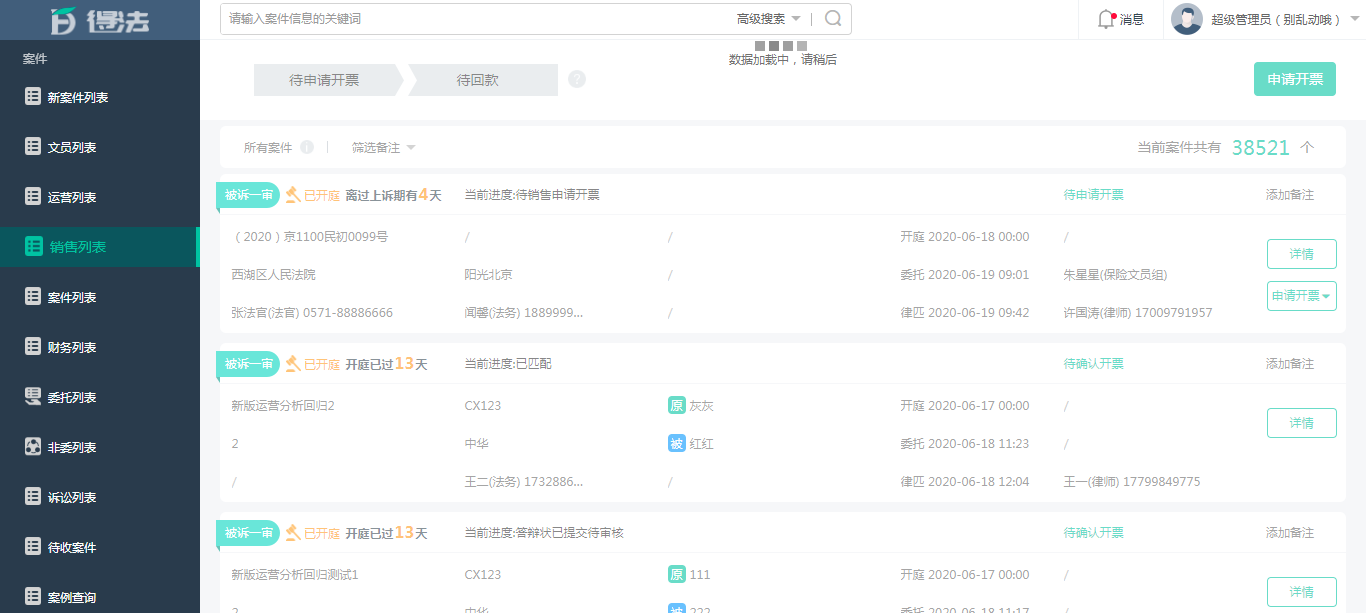 得法
请输入案件信息的关键词
高级搜索
消息
超级管理员（别乱动哦）
数据加载中，请稍后
案件
新案件列表
文员列表
运营列表
销售列表
案件列表
财务列表
委托列表
非委列表
诉讼列表
待收案件
案例查询
待申请开票
待回款
?
申请开票
所有案件
筛选备注
当前案件共有 38521 个
被诉一审 已开庭 离过上诉期有4天 当前进度:待销售申请开票 待申请开票 添加备注
（2020）京1100民初0099号 / / 开庭 2020-06-18 00:00 /
详情
西湖区人民法院 阳光北京 / 委托 2020-06-19 09:01 朱星星(保险文员组)
申请开票
张法官(法官) 0571-88886666 闻馨(法务) 1889999... / 律匹 2020-06-19 09:42 许国涛(律师) 17009791957
被诉一审 已开庭 开庭已过13天 当前进度:已匹配 待确认开票 添加备注
新版运营分析回归2 CX123 原 灰灰 开庭 2020-06-17 00:00 /
详情
2 中华 被 红红 委托 2020-06-18 11:23 /
/ 王二(法务) 1732886... / 律匹 2020-06-18 12:04 王一(律师) 17799849775
被诉一审 已开庭 开庭已过13天 当前进度:答辩状已提交待审核 待确认开票 添加备注
新版运营分析回归测试1 CX123 原 111 开庭 2020-06-17 00:00 /
详情
2 中华 被 222 委托 2020-06-18 11:17 /